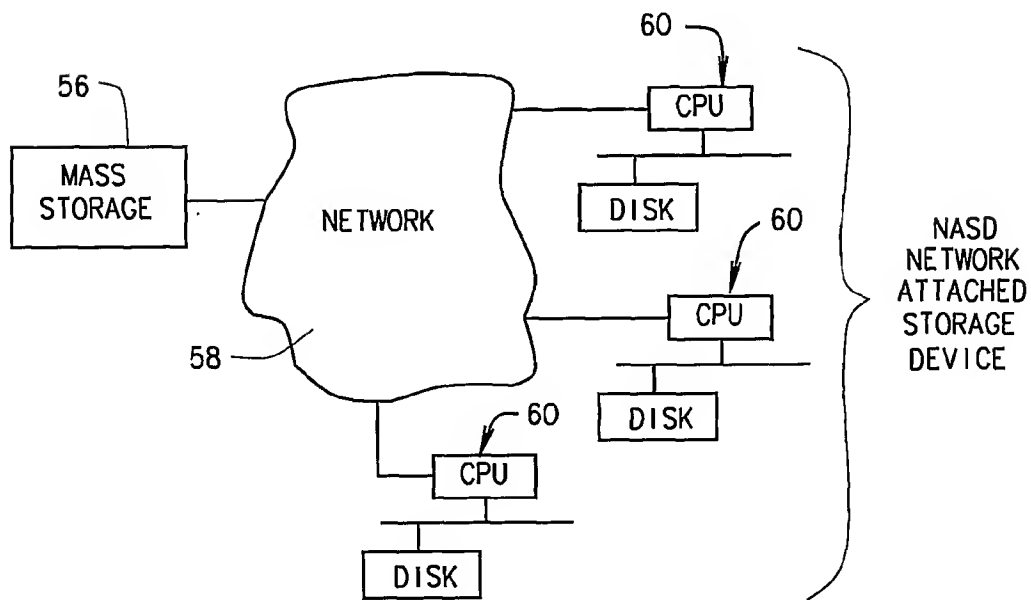 60
56
CPU
MASS
STORAGE
NETWORK
DISK
60
NASD
NETWORK
ATTACHED
STORAGE
DEVICE
CPU
58
DISK
60
CPU
DISK